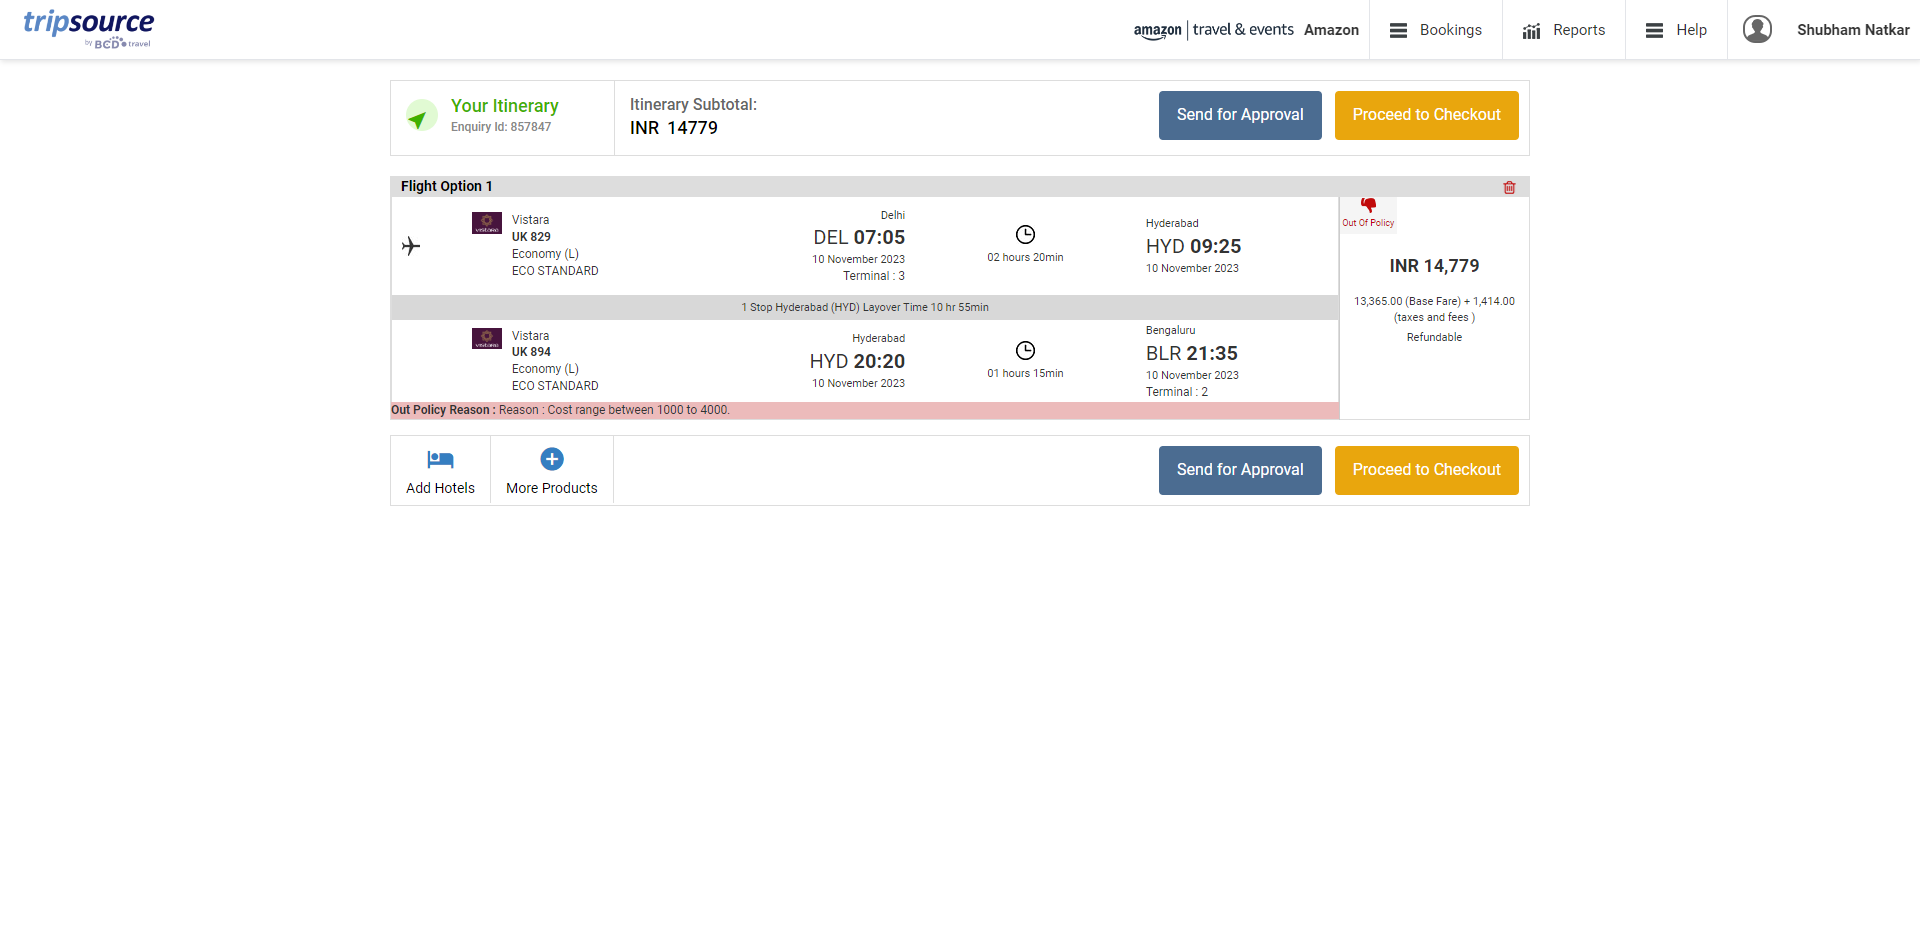 tripsource
by BCD travel
amazon | travel & events Amazon
Bookings
Reports
Help
Shubham Natkar
Your Itinerary
Enquiry Id: 857847
Itinerary Subtotal:
INR 14779
Send for Approval
Proceed to Checkout
Flight Option 1
Vistara
UK 829
Economy (L)
ECO STANDARD
Delhi
DEL 07:05
10 November 2023
Terminal : 3
02 hours 20min
Hyderabad
HYD 09:25
10 November 2023
Out Of Policy
INR 14,779
13,365.00 (Base Fare) + 1,414.00
(taxes and fees )
Refundable
1 Stop Hyderabad (HYD) Layover Time 10 hr 55min
Vistara
UK 894
Economy (L)
ECO STANDARD
Hyderabad
HYD 20:20
10 November 2023
01 hours 15min
Bengaluru
BLR 21:35
10 November 2023
Terminal : 2
Out Policy Reason : Reason : Cost range between 1000 to 4000.
Add Hotels
More Products
Send for Approval
Proceed to Checkout